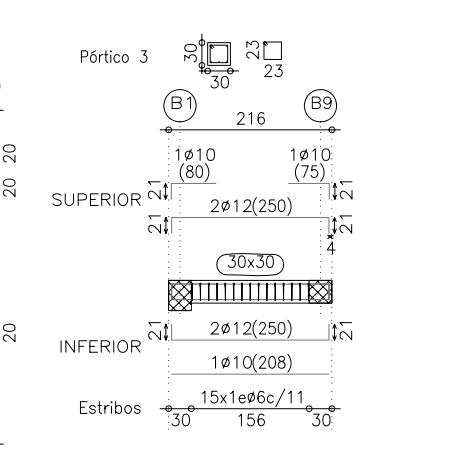 Pórtico 3
30
30
23
23
B1
B9
216
1ø10
(80)
1ø10
(75)
20
20
SUPERIOR
21
21
2ø12(250)
21
21
4
30x30
20
INFERIOR
21
2ø12(250)
21
1ø10(208)
Estribos
15x1eø6c/11
30
156
30